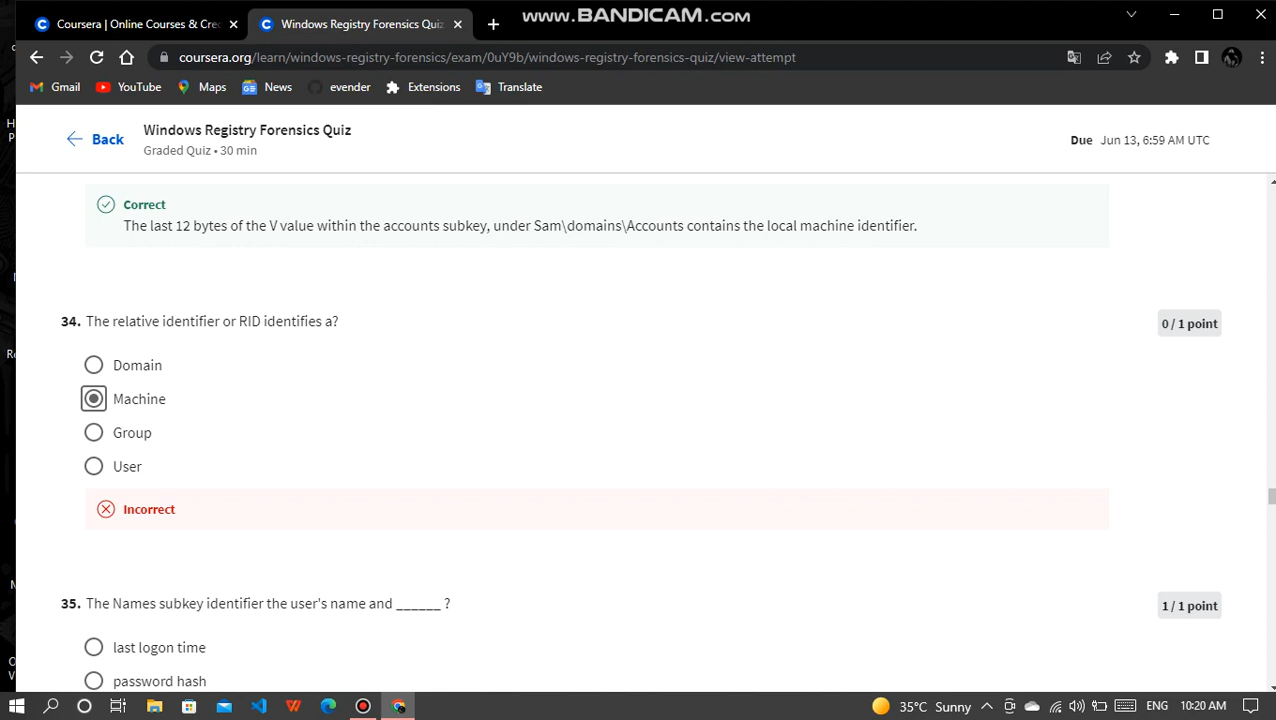 www.BANDICAM.com
Coursera | Online Courses & Cre
Windows Registry Forensics Quiz
coursera.org/learn/windows-registry-forensics/exam/0uY9b/windows-registry-forensics-quiz/view-attempt
Gmail YouTube Maps News evender Extensions Translate
Back
Windows Registry Forensics Quiz
Graded Quiz • 30 min
Due Jun 13, 6:59 AM UTC
Correct
The last 12 bytes of the V value within the accounts subkey, under Sam\domains\Accounts contains the local machine identifier.
34. The relative identifier or RID identifies a?
0 / 1 point
Domain
Machine
Group
User
Incorrect
35. The Names subkey identifier the user's name and ______ ?
1 / 1 point
last logon time
password hash
35°C Sunny
ENG
10:20 AM